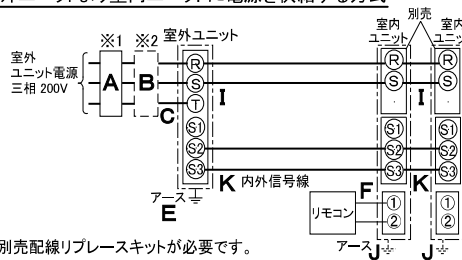 外ユニットより室内ユニットに電源を供給する方式
別売
※1 ※2 室外ユニット 室内ユニット 室内ユニット
室外
ユニット電源
三相 200V
A B C
R S T S1 S2 S3
I
R S S1 S2 S3
I
R S S1 S2 S3
K 内外信号線 K
アース
E
F
リモコン
① ②
① ②
アース J J
別売配線リプレースキットが必要です。